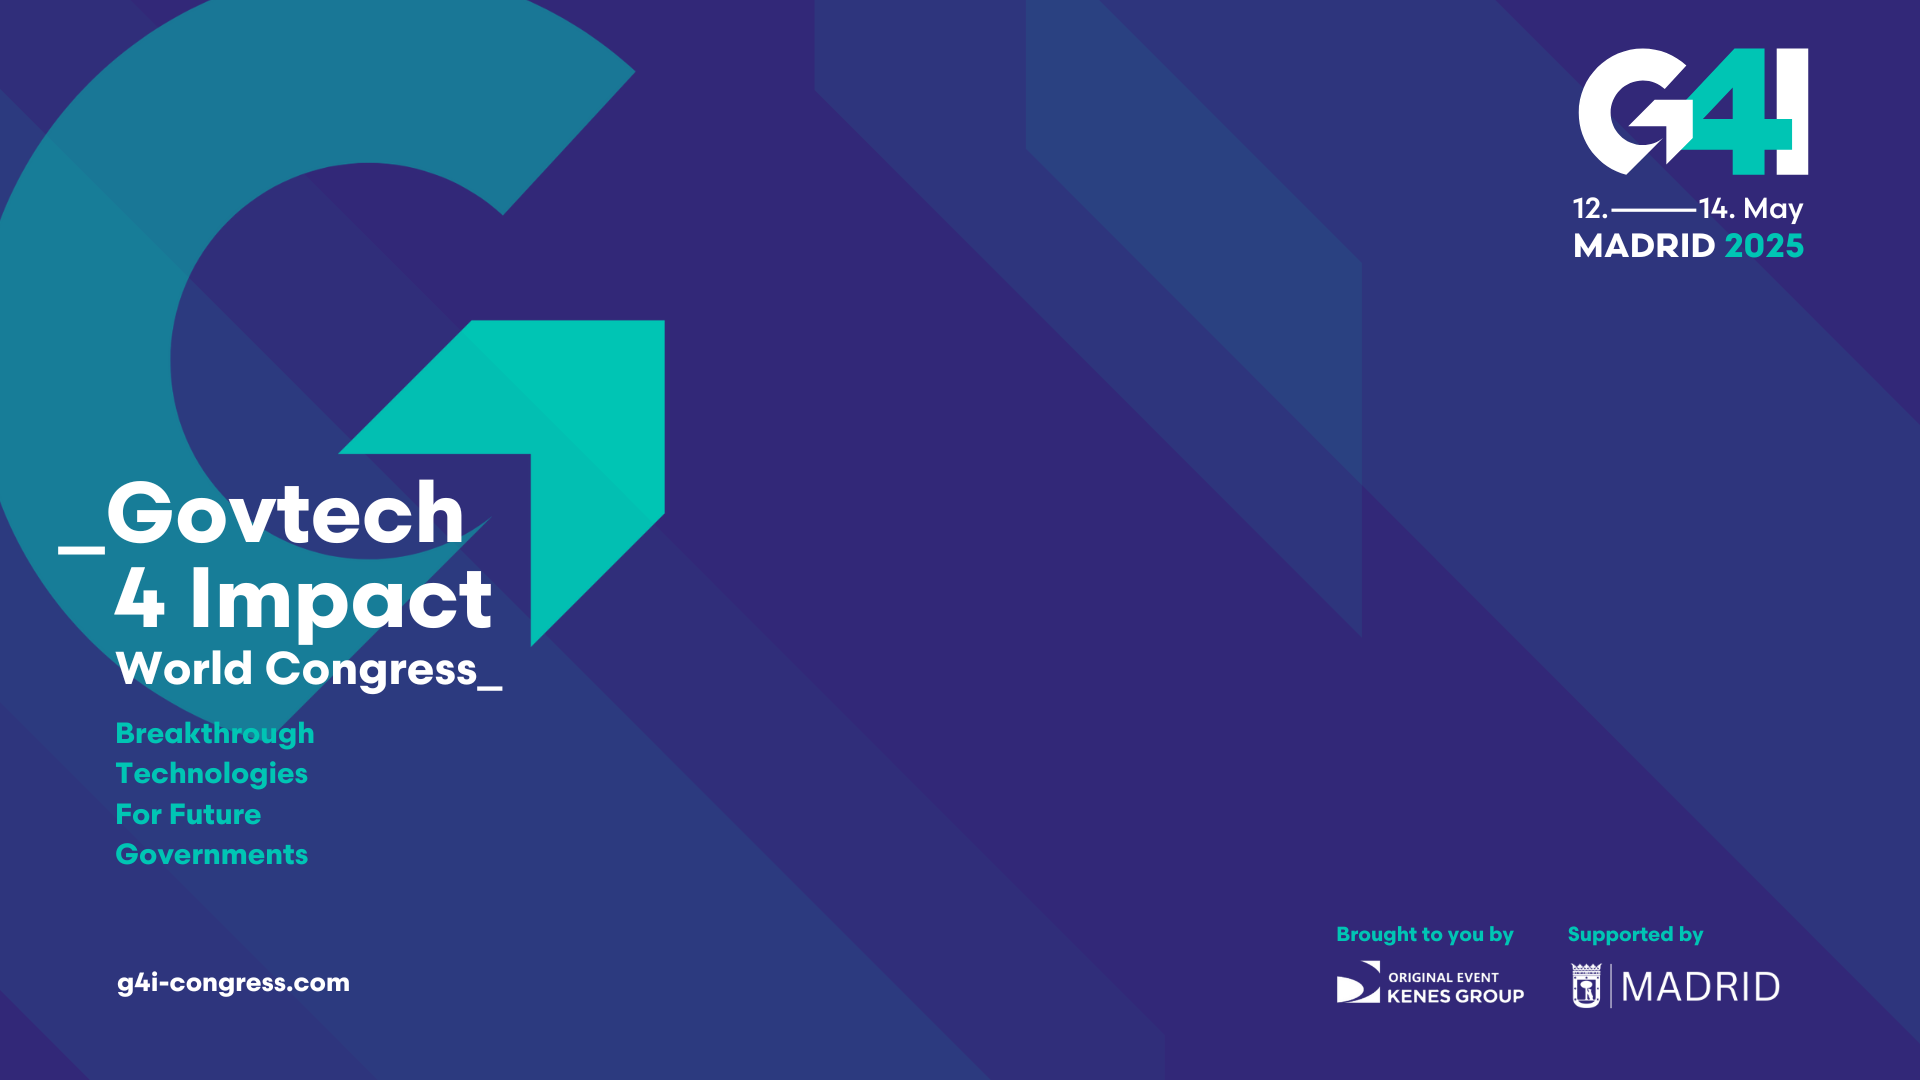 G4I
12. 14. May
MADRID 2025
_Govtech
4 Impact
World Congress_
Breakthrough
Technologies
For Future
Governments
g4i-congress.com
Brought to you by
ORIGINAL EVENT
KENES GROUP
Supported by
MADRID